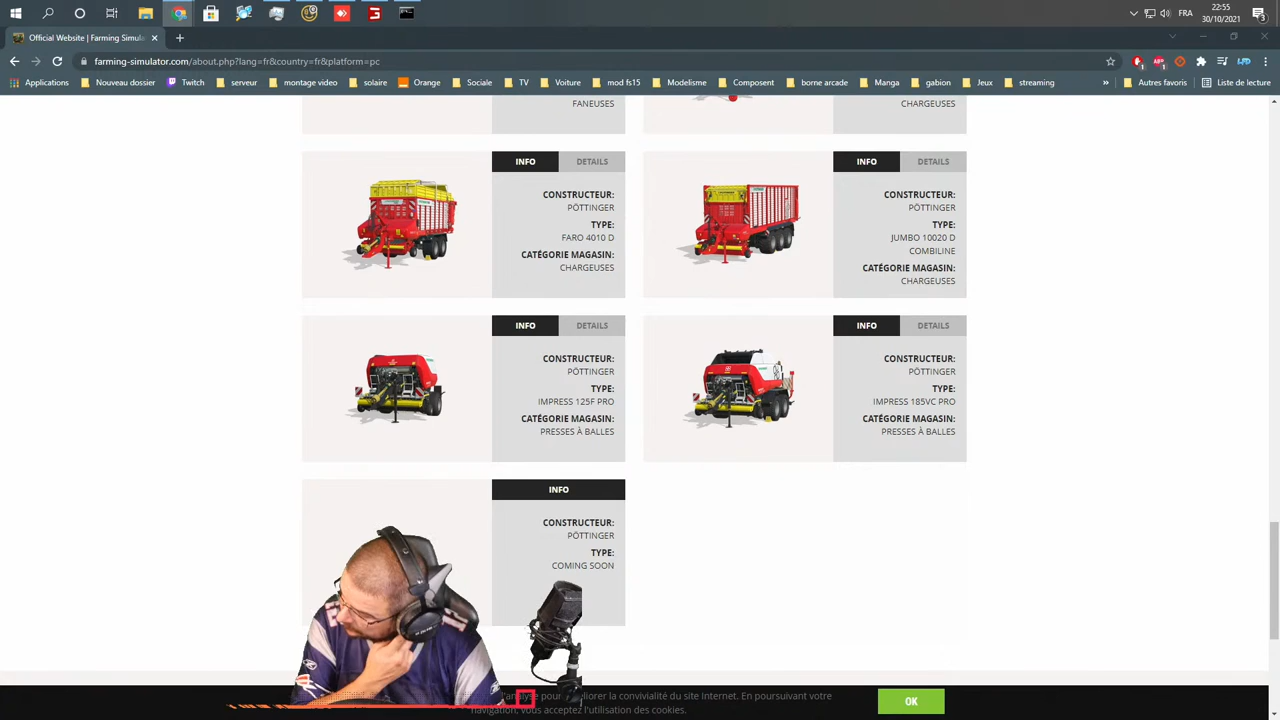 22:55
FRA
30/10/2021
3
Official Website | Farming Simula
farming-simulator.com/about.php?lang=fr&country=fr&platform=pc
Applications
Nouveau dossier
Twitch
serveur
montage video
solaire
Orange
Sociale
TV
Voiture
mod fs15
Modelisme
Composent
borne arcade
Manga
gabion
Jeux
streaming
Autres favoris
Liste de lecture
FANEUSES
CHARGEUSES
INFO
DETAILS
CONSTRUCTEUR:
PÖTTINGER
TYPE:
FARO 4010 D
CATÉGORIE MAGASIN:
CHARGEUSES
INFO
DETAILS
CONSTRUCTEUR:
PÖTTINGER
TYPE:
JUMBO 10020 D
COMBILINE
CATÉGORIE MAGASIN:
CHARGEUSES
INFO
DETAILS
CONSTRUCTEUR:
PÖTTINGER
TYPE:
IMPRESS 125F PRO
CATÉGORIE MAGASIN:
PRESSES À BALLES
INFO
DETAILS
CONSTRUCTEUR:
PÖTTINGER
TYPE:
IMPRESS 185VC PRO
CATÉGORIE MAGASIN:
PRESSES À BALLES
INFO
CONSTRUCTEUR:
PÖTTINGER
TYPE:
COMING SOON
pour améliorer la convivialité du site Internet. En poursuivant votre
navigation, vous acceptez l'utilisation des cookies.
OK